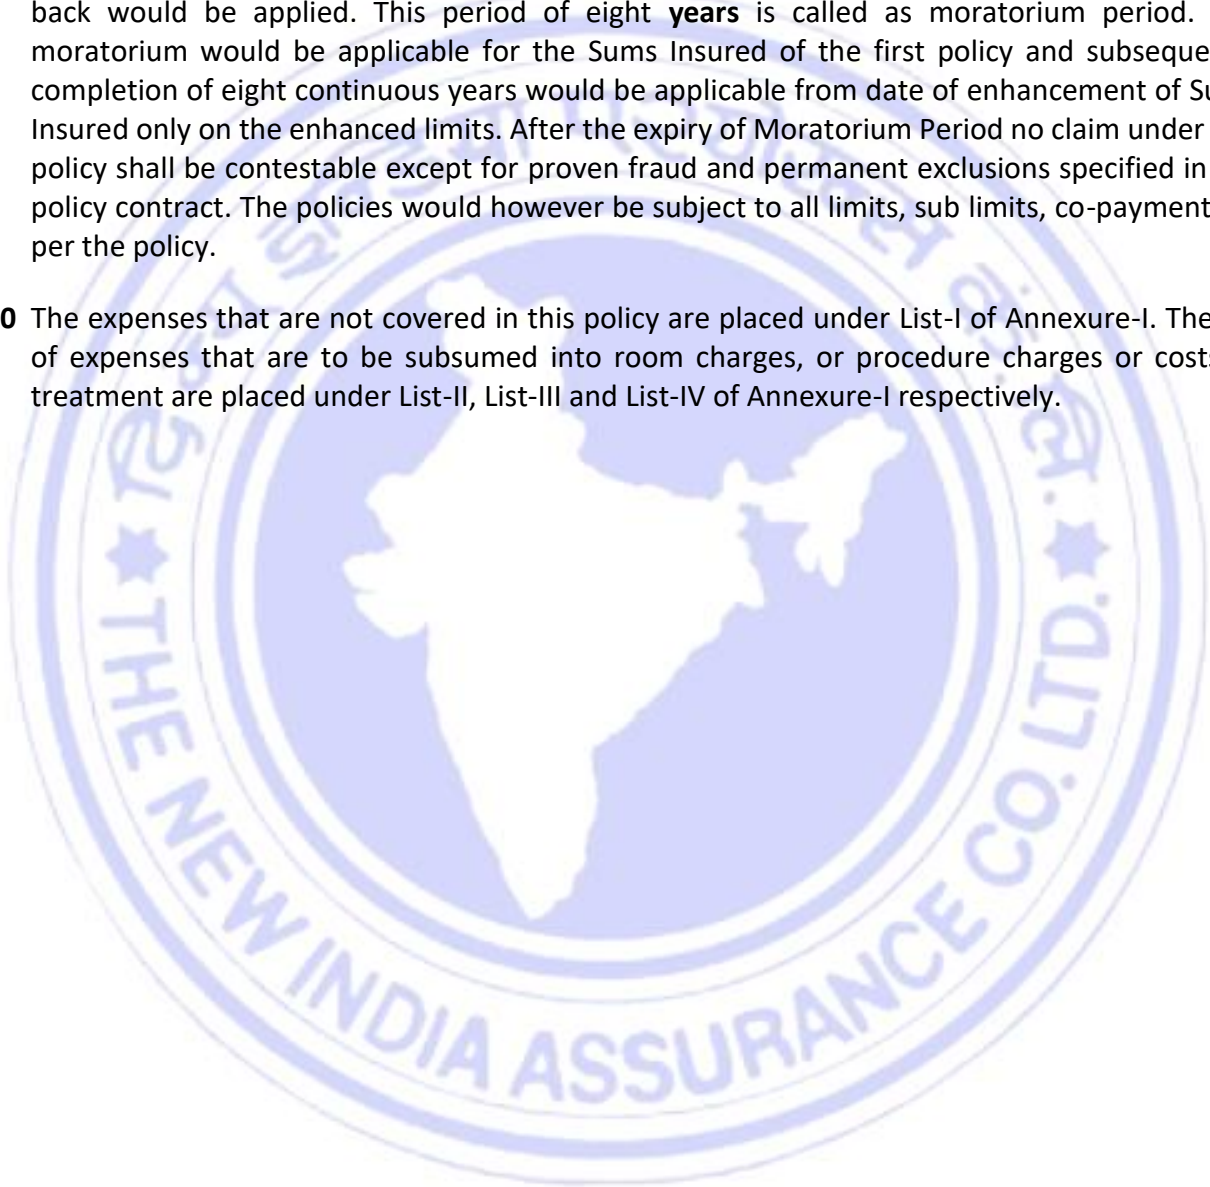 back would be applied. This period of eight years is called as moratorium period.
moratorium would be applicable for the Sums Insured of the first policy and subseque
completion of eight continuous years would be applicable from date of enhancement of Su
Insured only on the enhanced limits. After the expiry of Moratorium Period no claim under
policy shall be contestable except for proven fraud and permanent exclusions specified in
policy contract. The policies would however be subject to all limits, sub limits, co-payment
per the policy.
0 The expenses that are not covered in this policy are placed under List-I of Annexure-I. The
of expenses that are to be subsumed into room charges, or procedure charges or cost
treatment are placed under List-II, List-III and List-IV of Annexure-I respectively.
कं. लि.
THE NEW INDIA ASSURANCE CO. LTD.